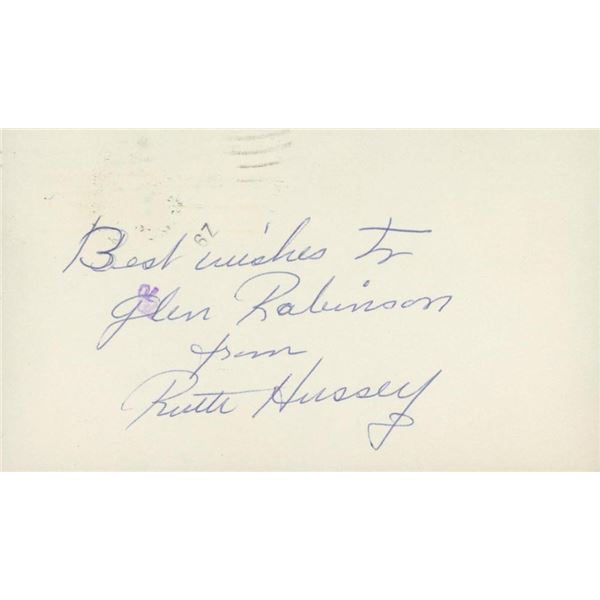 Best wishes to
Glen Robinson
from
Ruth Hussey